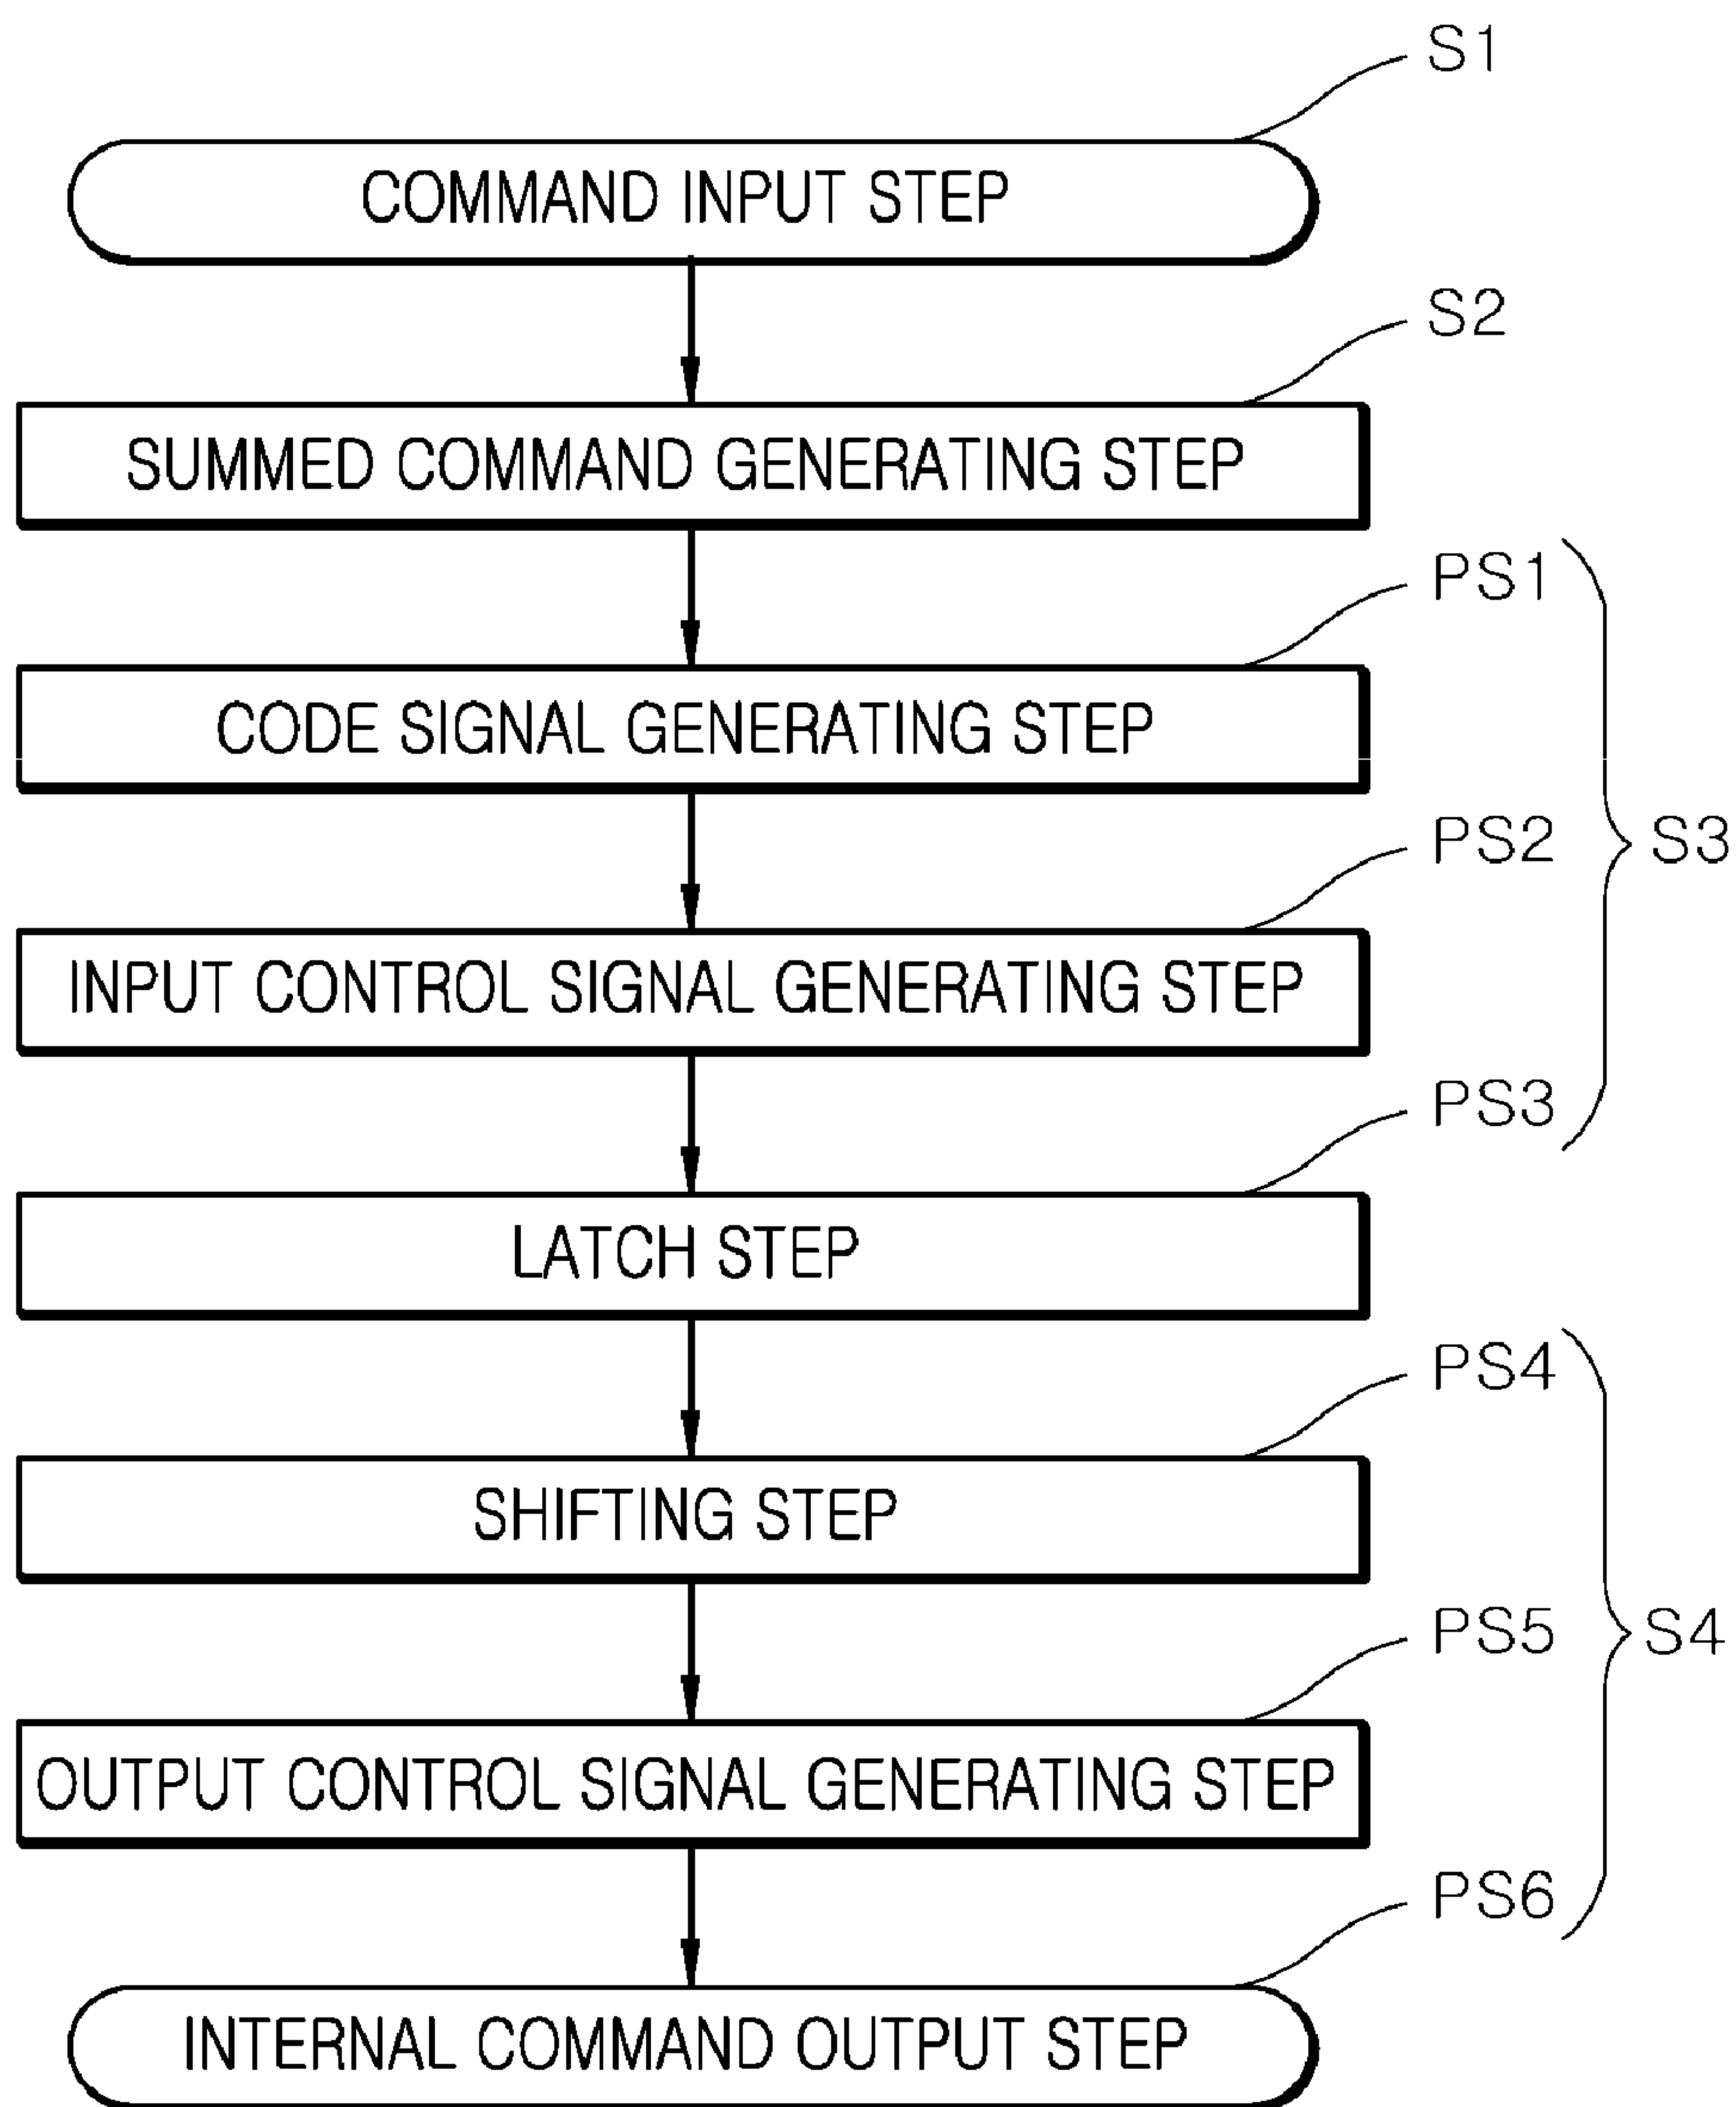 S1
COMMAND INPUT STEP
S2
SUMMED COMMAND GENERATING STEP
PS1
CODE SIGNAL GENERATING STEP
PS2
S3
INPUT CONTROL SIGNAL GENERATING STEP
PS3
LATCH STEP
PS4
SHIFTING STEP
PS5
S4
OUTPUT CONTROL SIGNAL GENERATING STEP
PS6
INTERNAL COMMAND OUTPUT STEP